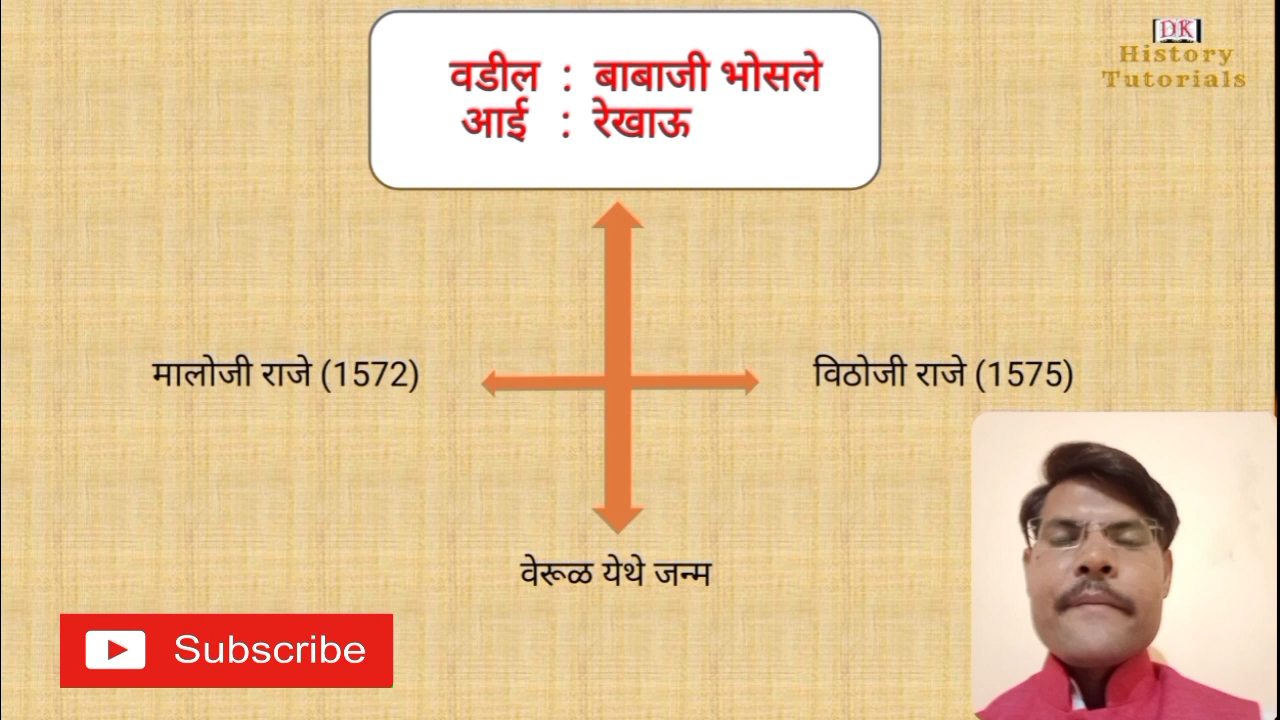 वडील : बाबाजी भोसले
आई : रेखाऊ
DK
History
Tutorials
मालोजी राजे (1572)
विठोजी राजे (1575)
वेरूळ येथे जन्म
Subscribe